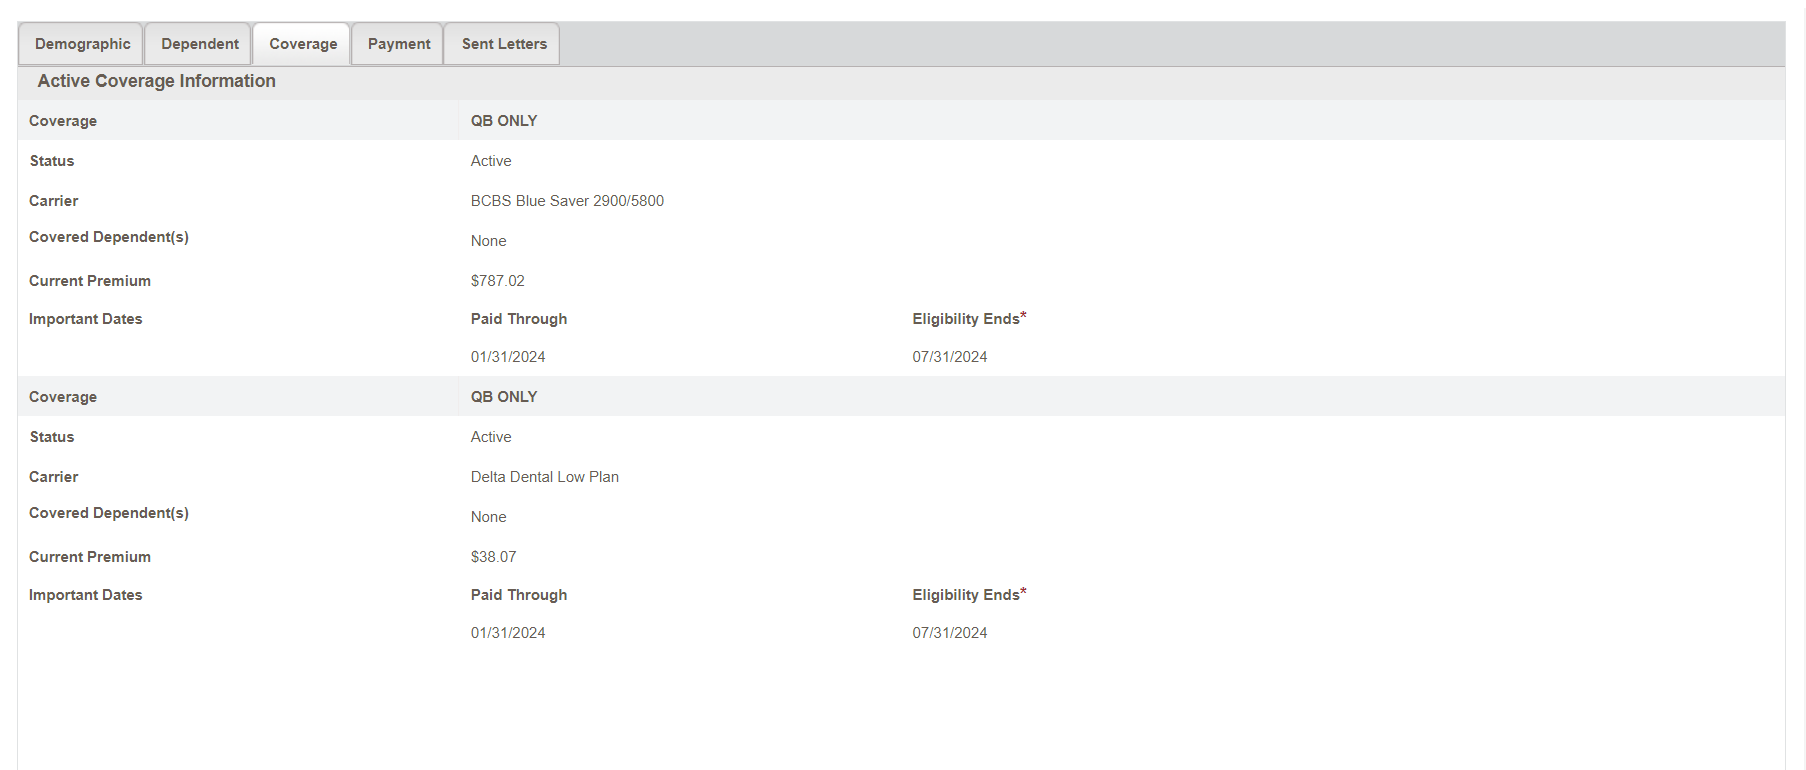 Demographic Dependent Coverage Payment Sent Letters
Active Coverage Information
Coverage QB ONLY
Status Active
Carrier BCBS Blue Saver 2900/5800
Covered Dependent(s) None
Current Premium $787.02
Important Dates Paid Through Eligibility Ends*
01/31/2024 07/31/2024
Coverage QB ONLY
Status Active
Carrier Delta Dental Low Plan
Covered Dependent(s) None
Current Premium $38.07
Important Dates Paid Through Eligibility Ends*
01/31/2024 07/31/2024